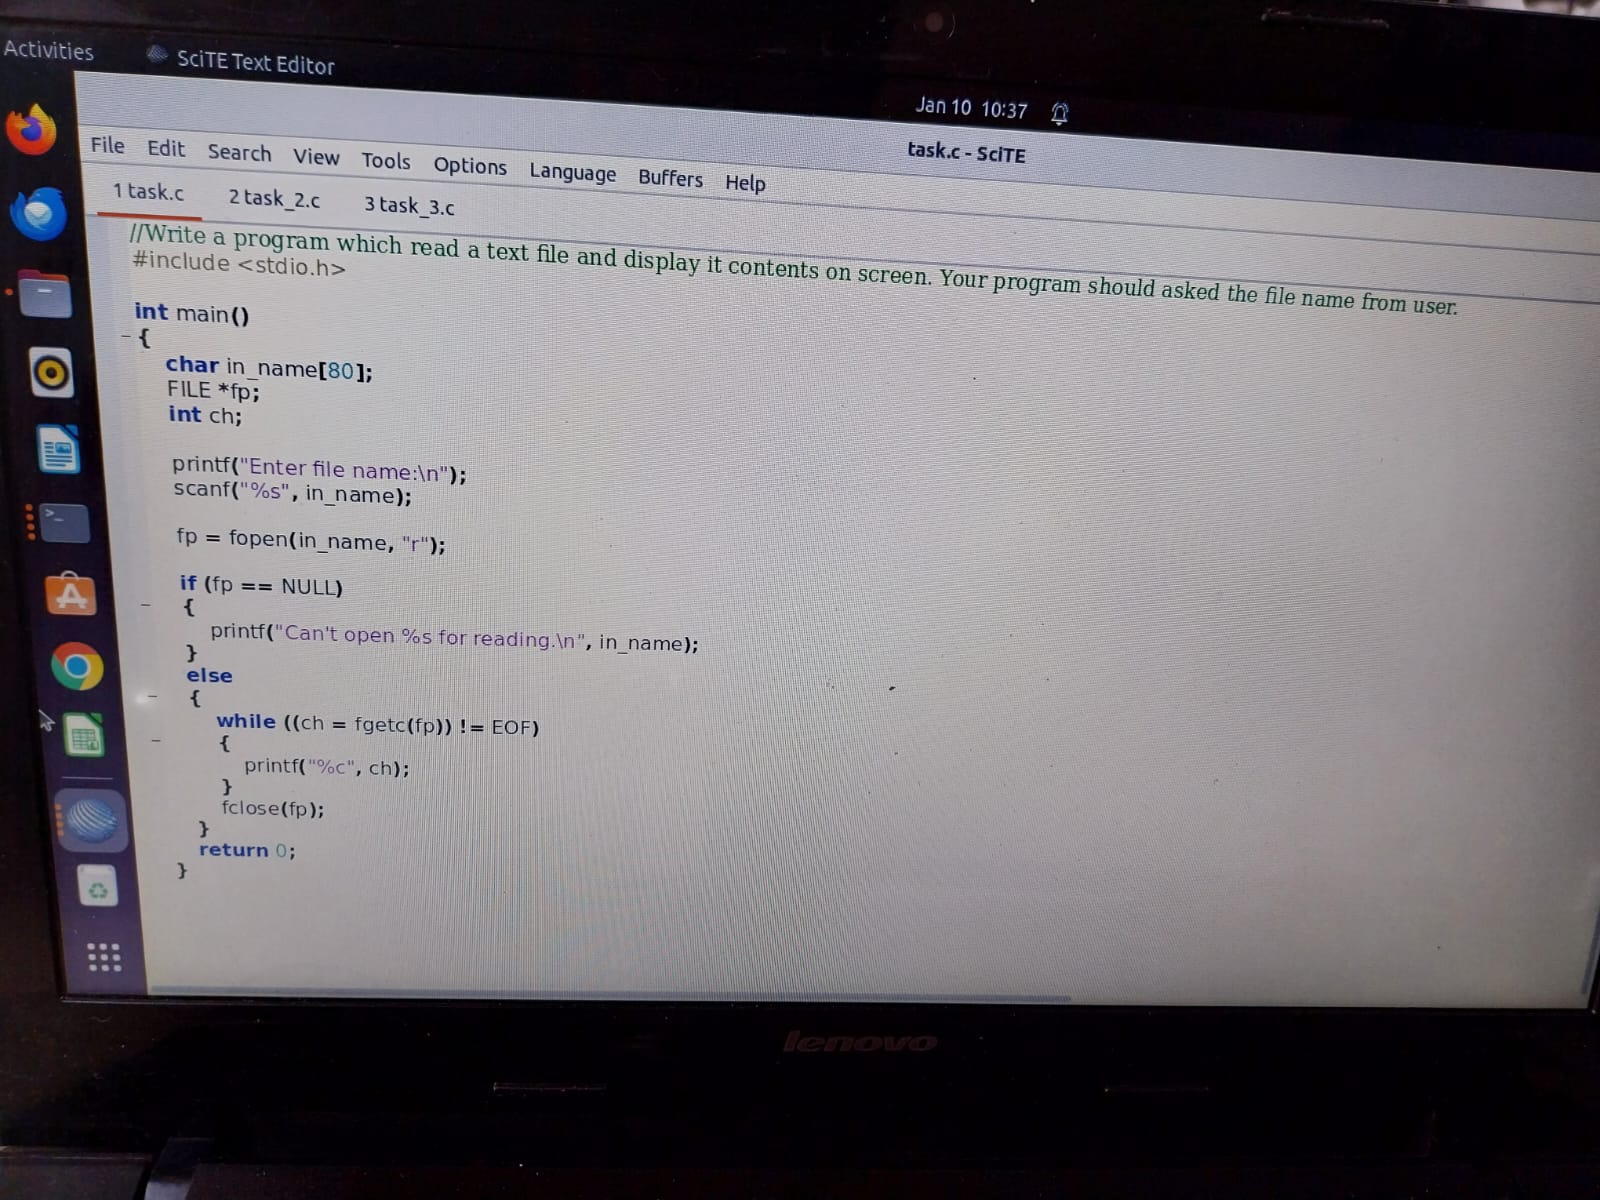 Activities
SciTE Text Editor
Jan 10 10:37
task.c - SciTE
File Edit Search View Tools Options Language Buffers Help
1 task.c 2 task_2.c 3 task_3.c
//Write a program which read a text file and display it contents on screen. Your program should asked the file name from user.
#include <stdio.h>
int main()
{
char in_name[80];
FILE *fp;
int ch;
printf("Enter file name:\n");
scanf("%s", in_name);
fp = fopen(in_name, "r");
if (fp == NULL)
{
printf("Can't open %s for reading.\n", in_name);
}
else
{
while ((ch = fgetc(fp)) != EOF)
{
printf("%c", ch);
}
fclose(fp);
}
return 0;
}
lenovo